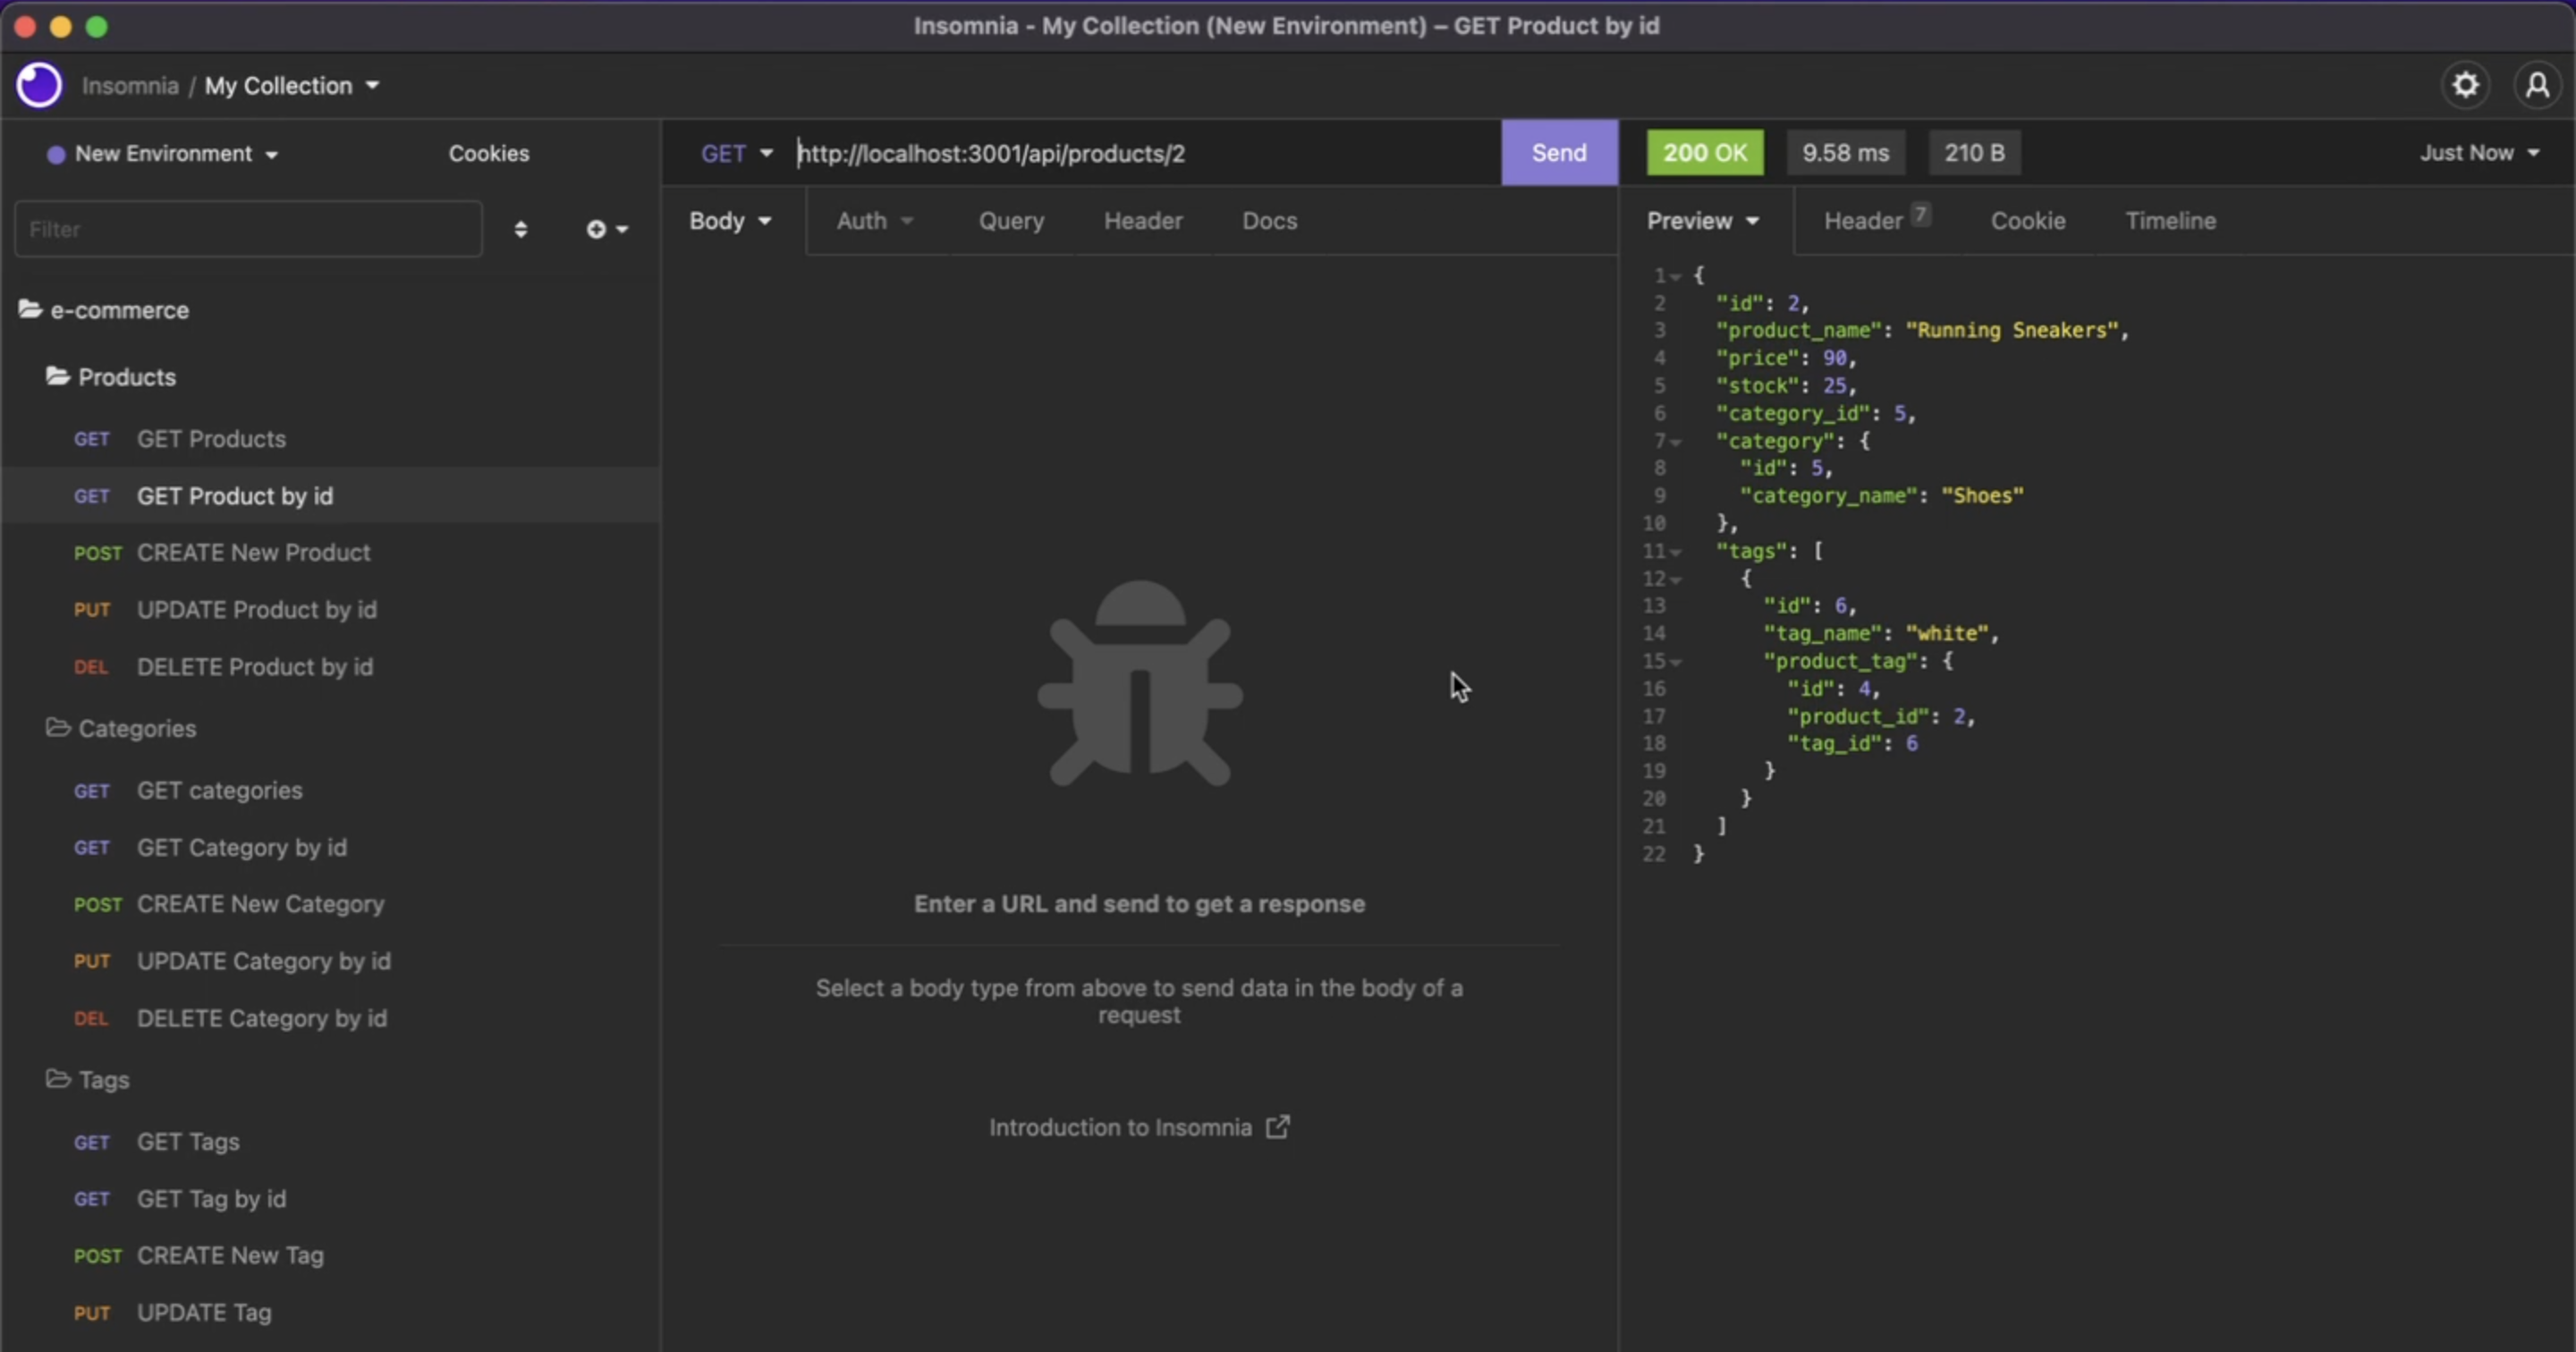 Insomnia - My Collection (New Environment) – GET Product by id
Insomnia / My Collection
New Environment
Cookies
Filter
e-commerce
Products
GET GET Products
GET GET Product by id
POST CREATE New Product
PUT UPDATE Product by id
DEL DELETE Product by id
Categories
GET GET categories
GET GET Category by id
POST CREATE New Category
PUT UPDATE Category by id
DEL DELETE Category by id
Tags
GET GET Tags
GET GET Tag by id
POST CREATE New Tag
PUT UPDATE Tag
GET http://localhost:3001/api/products/2 Send
Body Auth Query Header Docs
Enter a URL and send to get a response
Select a body type from above to send data in the body of a
request
Introduction to Insomnia
200 OK 9.58 ms 210 B Just Now
Preview Header 7 Cookie Timeline
1 {
2 "id": 2,
3 "product_name": "Running Sneakers",
4 "price": 90,
5 "stock": 25,
6 "category_id": 5,
7 "category": {
8 "id": 5,
9 "category_name": "Shoes"
10 },
11 "tags": [
12 {
13 "id": 6,
14 "tag_name": "white",
15 "product_tag": {
16 "id": 4,
17 "product_id": 2,
18 "tag_id": 6
19 }
20 }
21 ]
22 }